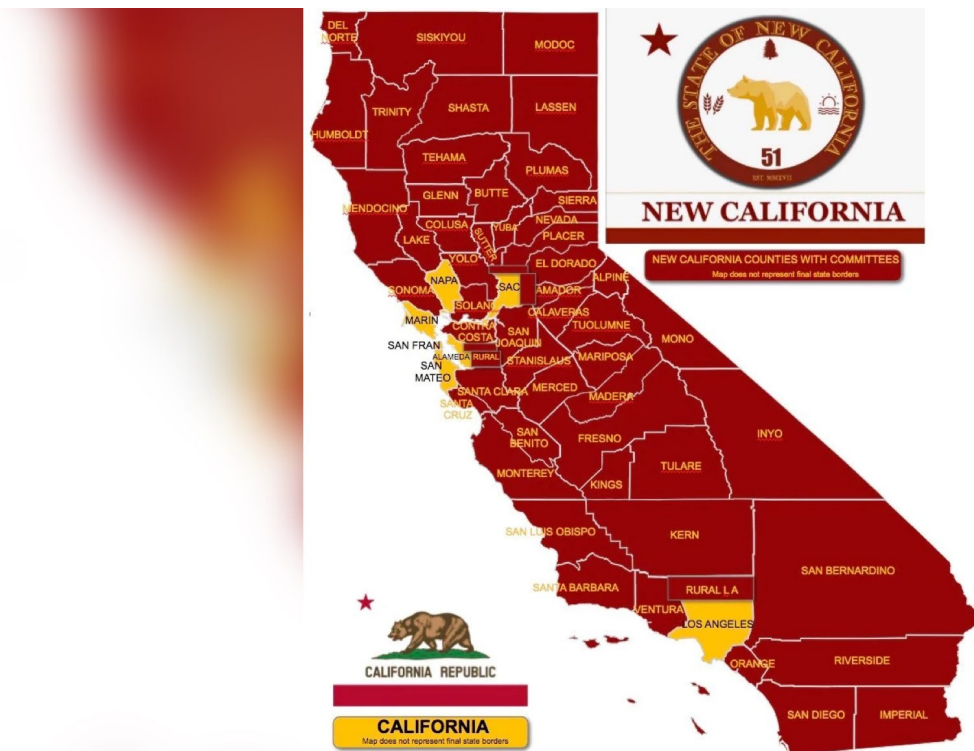 DEL
NORTE
SISKIYOU
MODOC
THE STATE OF NEW CALIFORNIA
51
EST. MMXVII
NEW CALIFORNIA
NEW CALIFORNIA COUNTIES WITH COMMITTEES
Map does not represent final state borders
HUMBOLDT
TRINITY
SHASTA
LASSEN
TEHAMA
PLUMAS
MENDOCINO
GLENN
BUTTE
SIERRA
COLUSA
SUTTER
YUBA
NEVADA
PLACER
LAKE
YOLO
EL DORADO
ALPINE
SONOMA
NAPA
SAC
AMADOR
SOLAN
CALAVERAS
MARIN
CONTRA
COSTA
SAN
JOAQUIN
TUOLUMNE
MONO
SAN FRAN
ALAMEDA
RURAL
STANISLAUS
MARIPOSA
SAN
MATEO
SANTA CLARA
MERCED
MADERA
SANTA
CRUZ
SAN
BENITO
FRESNO
INYO
MONTEREY
KINGS
TULARE
SAN LUIS OBISPO
KERN
SAN BERNARDINO
SANTA BARBARA
VENTURA
RURAL L A
LOS ANGELES
ORANGE
RIVERSIDE
SAN DIEGO
IMPERIAL
CALIFORNIA REPUBLIC
CALIFORNIA
Map does not represent final state borders